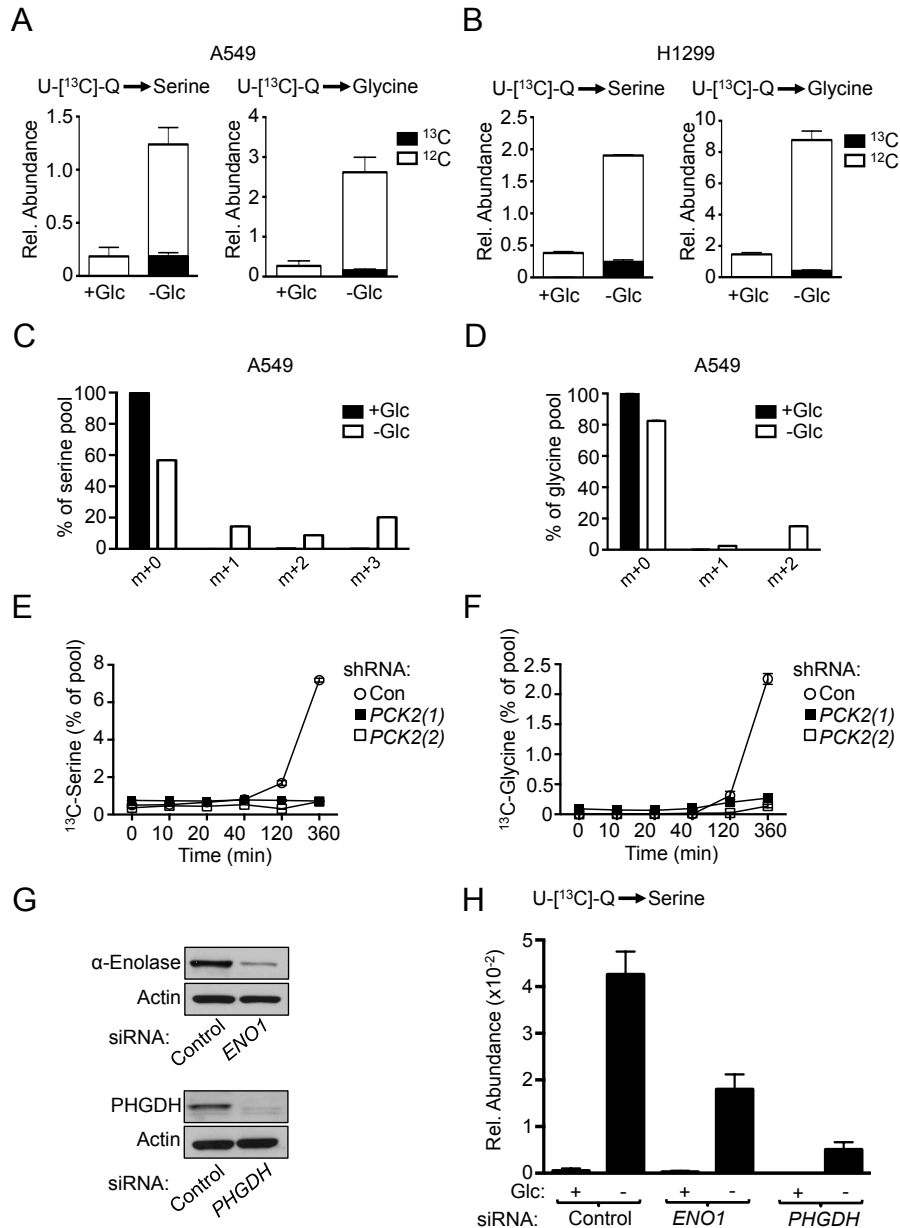 A
B
A549
H1299
U-[¹³C]-Q → Serine
U-[¹³C]-Q → Glycine
U-[¹³C]-Q → Serine
U-[¹³C]-Q → Glycine
Rel. Abundance
1.5
1.0
0.5
0
+Glc
-Glc
Rel. Abundance
4
3
2
1
0
+Glc
-Glc
¹³C
¹²C
Rel. Abundance
2.5
2.0
1.5
1.0
0.5
0
+Glc
-Glc
Rel. Abundance
10
8
6
4
2
0
+Glc
-Glc
¹³C
¹²C
C
D
A549
A549
% of serine pool
100
80
60
40
20
0
+Glc
-Glc
m+0
m+1
m+2
m+3
% of glycine pool
100
80
60
40
20
0
+Glc
-Glc
m+0
m+1
m+2
E
F
¹³C-Serine (% of pool)
8
6
4
2
0
0 10 20 40 120 360
Time (min)
shRNA:
Con
PCK2(1)
PCK2(2)
¹³C-Glycine (% of pool)
2.5
2.0
1.5
1.0
0.5
0
0 10 20 40 120 360
Time (min)
shRNA:
Con
PCK2(1)
PCK2(2)
G
α-Enolase
Actin
siRNA: Control ENO1
PHGDH
Actin
siRNA: Control PHGDH
H
U-[¹³C]-Q → Serine
Rel. Abundance (x10⁻²)
5
4
3
2
1
0
Glc: + - + - + -
siRNA: Control ENO1 PHGDH